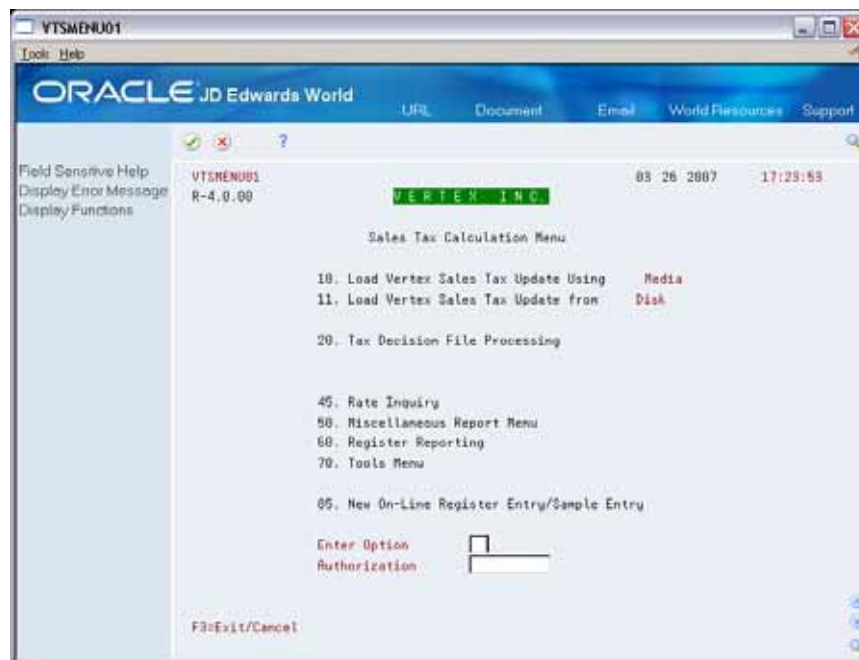 VTSMENU01
Tools Help
ORACLE JD Edwards World
URL Document Email World Resources Support
?
Field Sensitive Help
Display Error Message
Display Functions
VTSMENU01 03 26 2007 17:23:53
R-4.0.00 VERTEX INC.
Sales Tax Calculation Menu
10. Load Vertex Sales Tax Update Using Media
11. Load Vertex Sales Tax Update from Disk
20. Tax Decision File Processing
45. Rate Inquiry
50. Miscellaneous Report Menu
60. Register Reporting
70. Tools Menu
85. New On-Line Register Entry/Sample Entry
Enter Option
Authorization
F3=Exit/Cancel